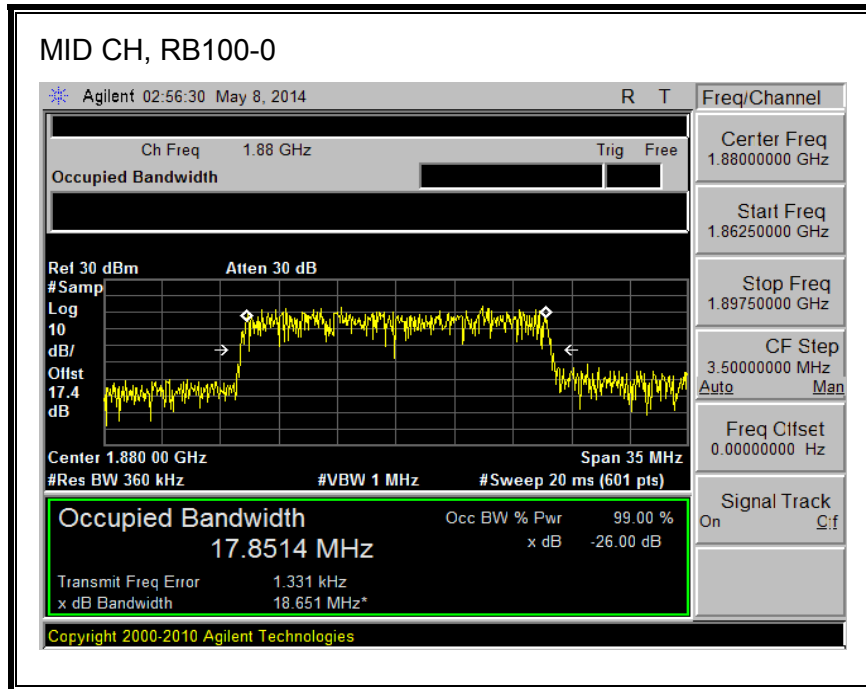 MID CH, RB100-0
Agilent 02:56:30 May 8, 2014 R T
Freq/Channel
Ch Freq 1.88 GHz Trig Free
Occupied Bandwidth
Center Freq
1.88000000 GHz
Start Freq
1.86250000 GHz
Stop Freq
1.89750000 GHz
CF Step
3.50000000 MHz
Auto Man
Freq Offset
0.00000000 Hz
Signal Track
On Off
Ref 30 dBm Atten 30 dB
#Samp
Log
10
dB/
Offst
17.4
dB
Center 1.880 00 GHz Span 35 MHz
#Res BW 360 kHz #VBW 1 MHz #Sweep 20 ms (601 pts)
Occupied Bandwidth
17.8514 MHz
Occ BW % Pwr 99.00 %
x dB -26.00 dB
Transmit Freq Error 1.331 kHz
x dB Bandwidth 18.651 MHz*
Copyright 2000-2010 Agilent Technologies